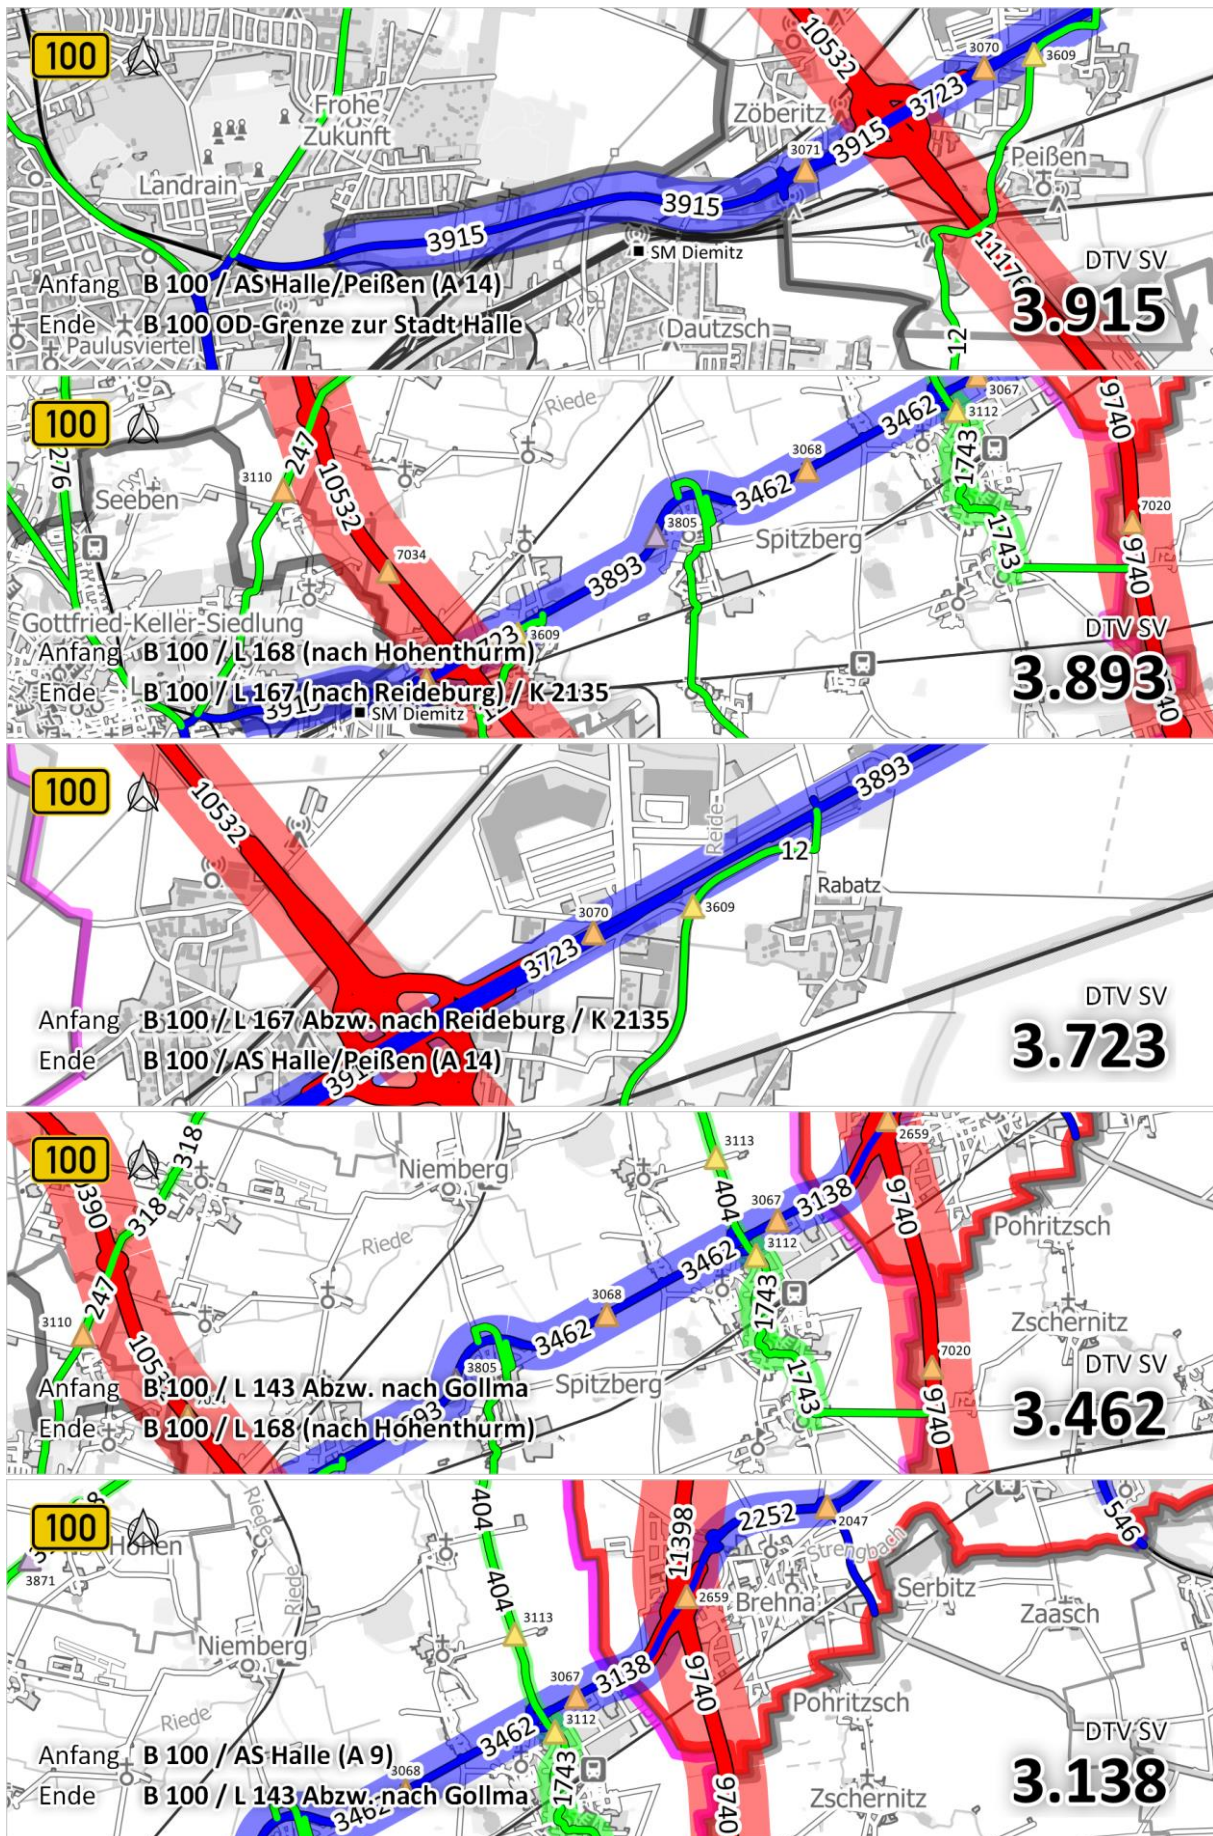 100
10532
3070
3609
Frohe
Zukunft
Zöberitz
3723
3915
3071
Peißen
Landrain
3915
3915
SM Diemitz
11176
DTV SV
Anfang B 100 / AS Halle/Peißen (A 14)
3.915
Ende B 100 OD-Grenze zur Stadt Halle
Paulusviertel
Dautzsch
12
100
276
247
Riede
3462
3067
3112
9740
3110
Seeben
10532
3068
3462
1743
7020
3805
Spitzberg
7034
3893
1743
9740
Gottfried-Keller-Siedlung
3609
DTV SV
Anfang B 100 / L 168 (nach Hohenthurm)
3.893
Ende B 100 / L 167 (nach Reideburg) / K 2135
3915
SM Diemitz
100
10532
3893
Reide
12
Rabatz
3070
3609
3723
DTV SV
Anfang B 100 / L 167 Abzw. nach Reideburg / K 2135
3.723
Ende B 100 / AS Halle/Peißen (A 14)
100
318
318
Niemberg
3113
2659
404
3067
3138
9740
Pohritzsch
Riede
3462
3112
247
3110
3068
1743
10532
3462
Zschernitz
3805
Spitzberg
7020
DTV SV
Anfang B 100 / L 143 Abzw. nach Gollma
3.462
Ende B 100 / L 168 (nach Hohenthurm)
1743
9740
100
404
11398
2252
2047
546
Riede
Strengbach
3871
404
2659
Brehna
Serbitz
Zaasch
3113
Riede
Niemberg
3067
3138
9740
Pohritzsch
Riede
3462
3112
DTV SV
Anfang B 100 / AS Halle (A 9)
3.138
3068
Ende B 100 / L 143 Abzw. nach Gollma
3462
1743
9740
Zschernitz